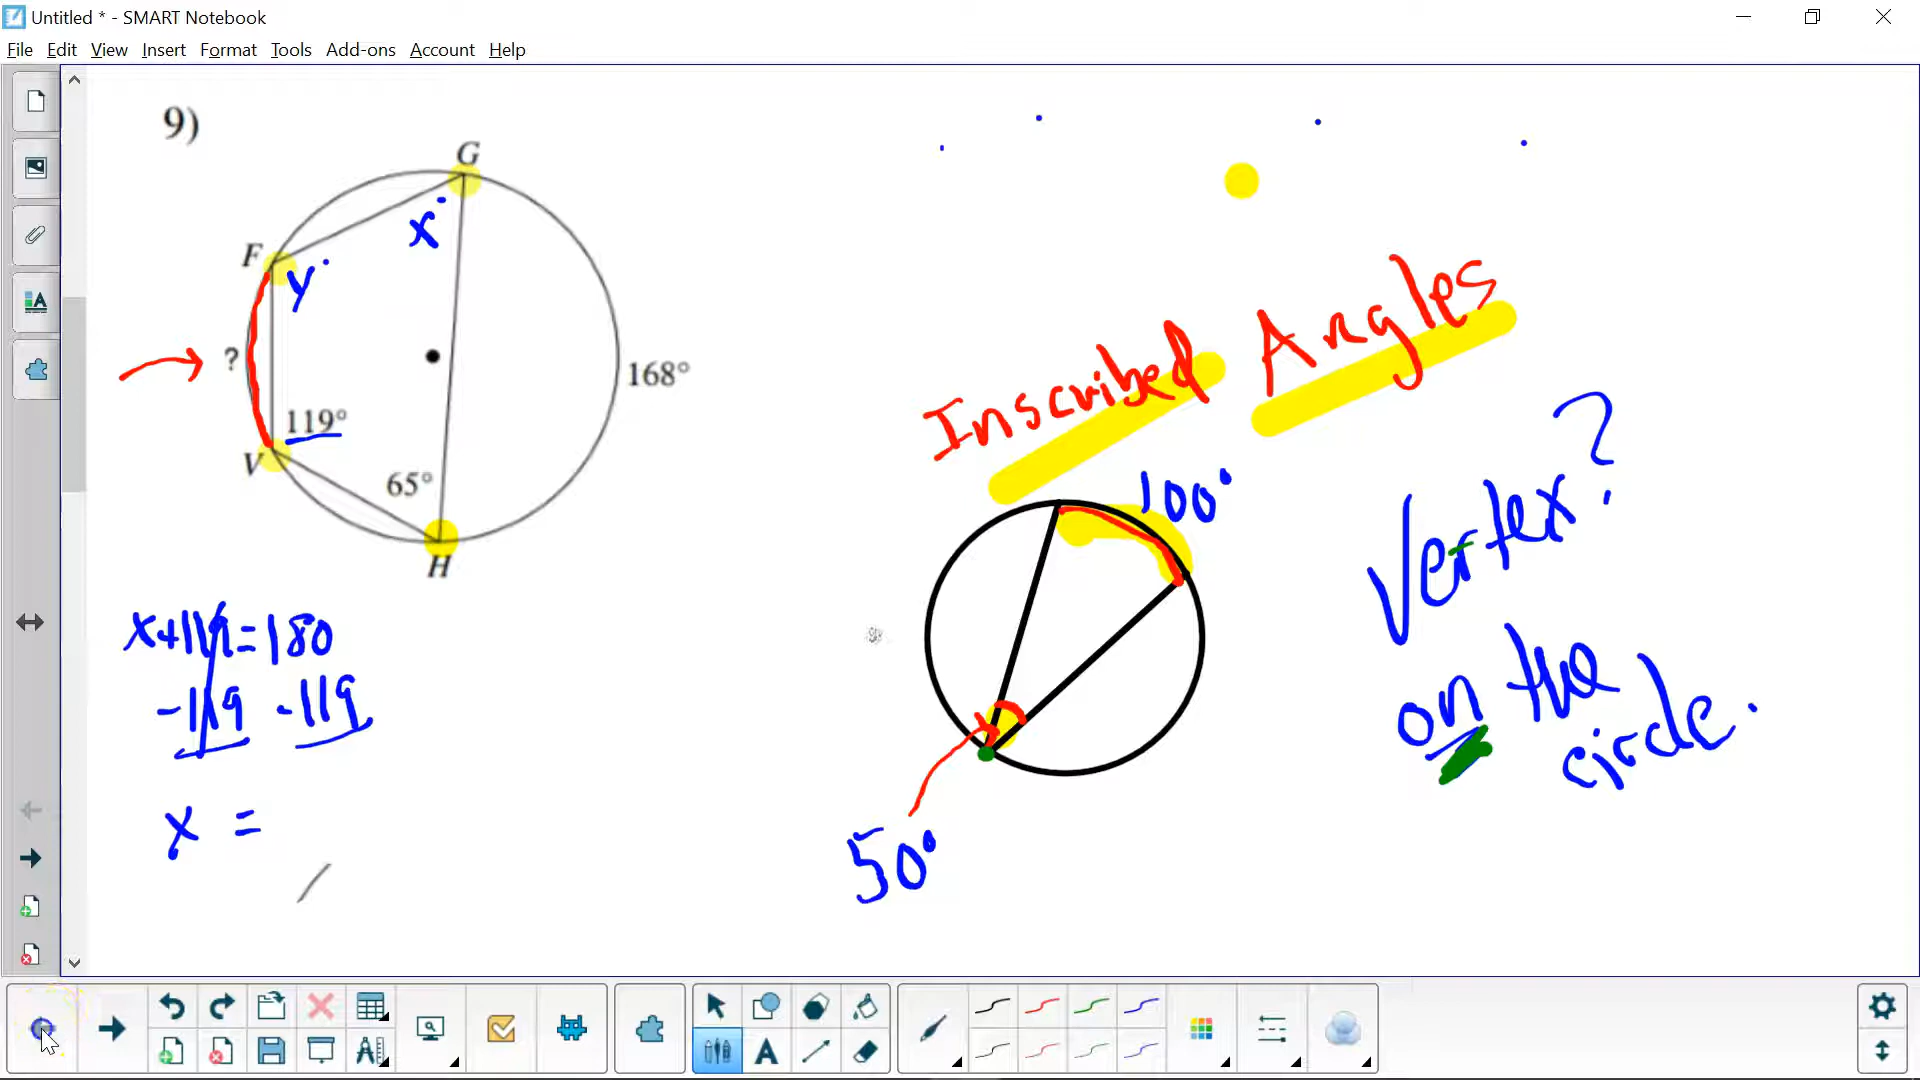 Untitled * - SMART Notebook
File Edit View Insert Format Tools Add-ons Account Help
9)
G
x°
F
y°
?
168°
119°
V
65°
H
x+119=180
-119 -119
x =
Inscribed Angles
100°
50°
Vertex?
on the
circle.